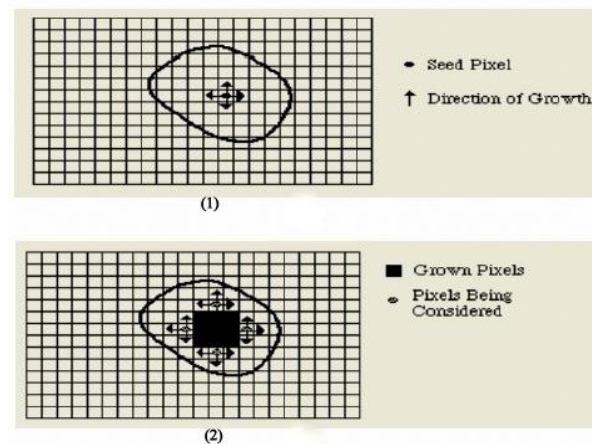 Seed Pixel
Direction of Growth
(1)
Grown Pixels
Pixels Being
Considered
(2)